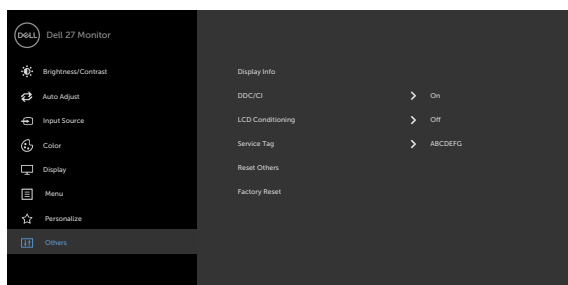 DELL Dell 27 Monitor
Brightness/Contrast
Auto Adjust
Input Source
Color
Display
Menu
Personalize
Others
Display Info
DDC/CI On
LCD Conditioning Off
Service Tag ABCDEFG
Reset Others
Factory Reset